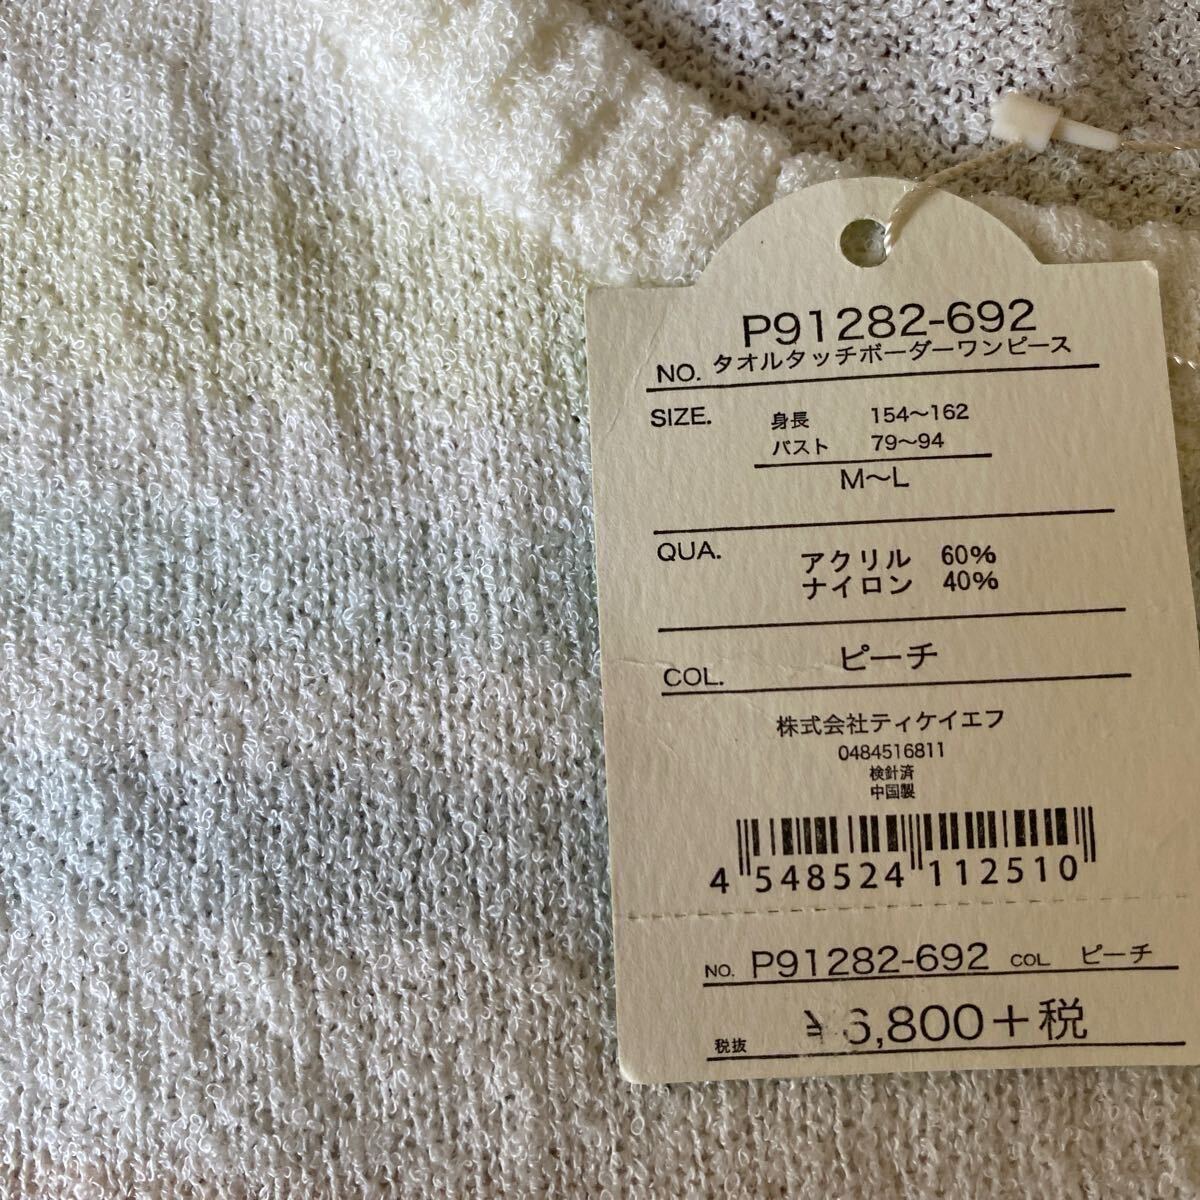 P91282-692
NO. タオルタッチボーダーワンピース
SIZE. 身長 154～162
バスト 79～94
M～L
QUA. アクリル 60%
ナイロン 40%
COL. ピーチ
株式会社ティケイエフ
0484516811
検針済
中国製
4 548524 112510
NO. P91282-692 COL ピーチ
税抜 ¥6,800+税